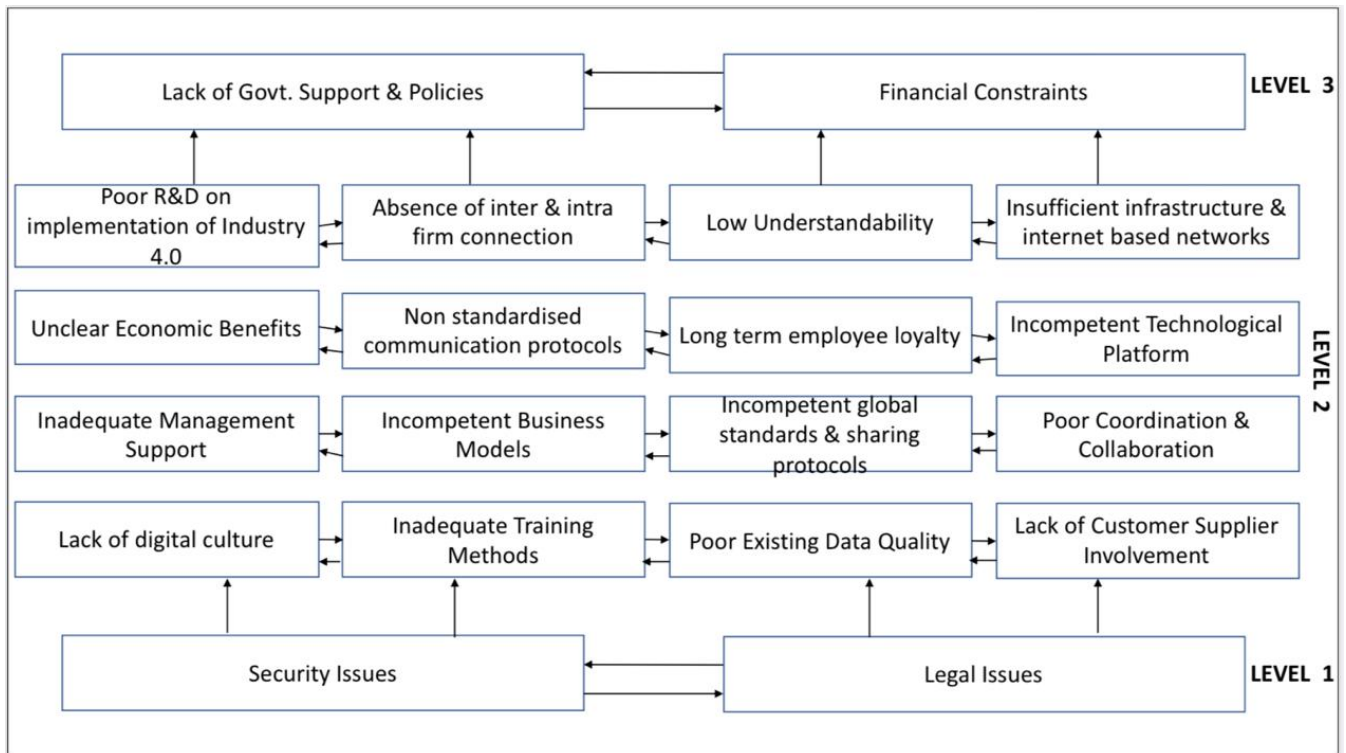 Lack of Govt. Support & Policies
Financial Constraints
LEVEL 3
Poor R&D on
implementation of Industry
4.0
Absence of inter & intra
firm connection
Low Understandability
Insufficient infrastructure &
internet based networks
Unclear Economic Benefits
Non standardised
communication protocols
Long term employee loyalty
Incompetent Technological
Platform
LEVEL 2
Inadequate Management
Support
Incompetent Business
Models
Incompetent global
standards & sharing
protocols
Poor Coordination &
Collaboration
Lack of digital culture
Inadequate Training
Methods
Poor Existing Data Quality
Lack of Customer Supplier
Involvement
Security Issues
Legal Issues
LEVEL 1